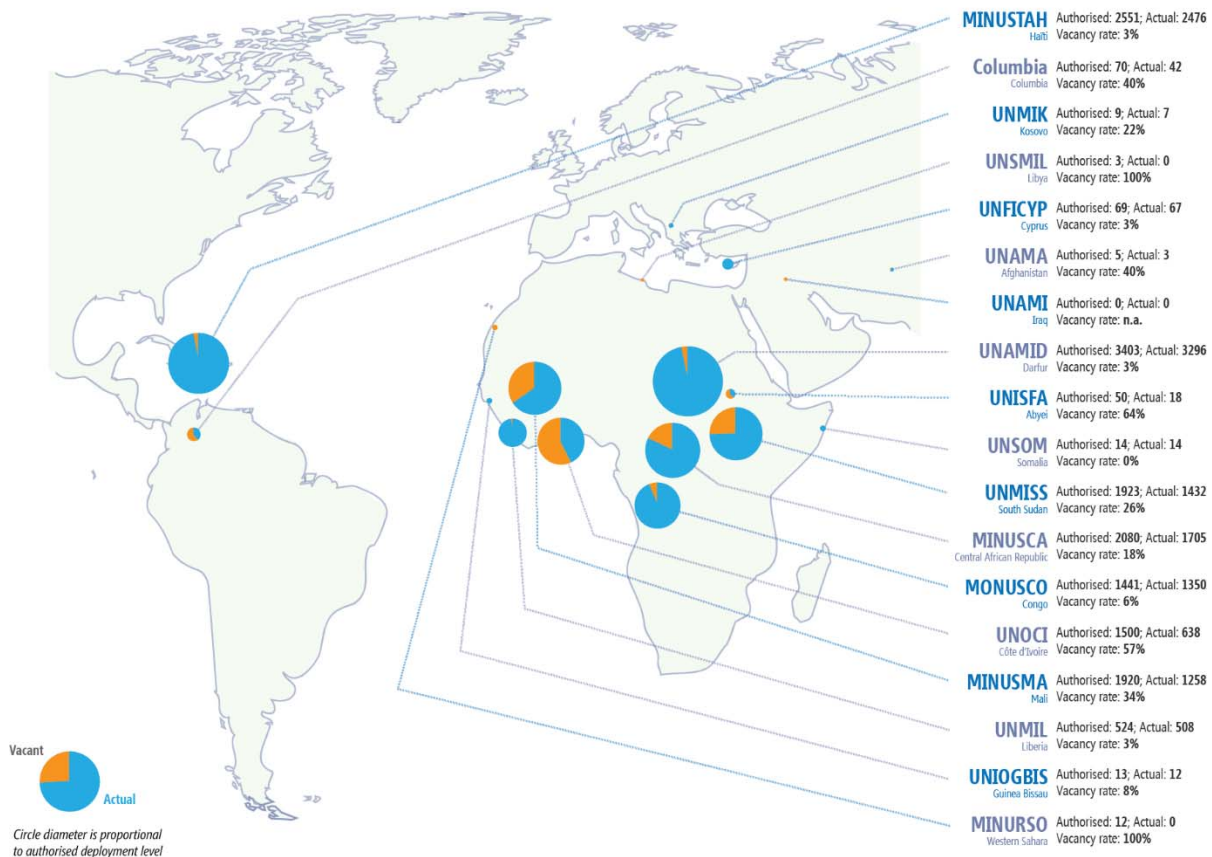 MINUSTAH
Haïti
Authorised: 2551; Actual: 2476
Vacancy rate: 3%
Columbia
Columbia
Authorised: 70; Actual: 42
Vacancy rate: 40%
UNMIK
Kosovo
Authorised: 9; Actual: 7
Vacancy rate: 22%
UNSMIL
Libya
Authorised: 3; Actual: 0
Vacancy rate: 100%
UNFICYP
Cyprus
Authorised: 69; Actual: 67
Vacancy rate: 3%
UNAMA
Afghanistan
Authorised: 5; Actual: 3
Vacancy rate: 40%
UNAMI
Iraq
Authorised: 0; Actual: 0
Vacancy rate: n.a.
UNAMID
Darfur
Authorised: 3403; Actual: 3296
Vacancy rate: 3%
UNISFA
Abyei
Authorised: 50; Actual: 18
Vacancy rate: 64%
UNSOM
Somalia
Authorised: 14; Actual: 14
Vacancy rate: 0%
UNMISS
South Sudan
Authorised: 1923; Actual: 1432
Vacancy rate: 26%
MINUSCA
Central African Republic
Authorised: 2080; Actual: 1705
Vacancy rate: 18%
MONUSCO
Congo
Authorised: 1441; Actual: 1350
Vacancy rate: 6%
UNOCI
Côte d'Ivoire
Authorised: 1500; Actual: 638
Vacancy rate: 57%
MINUSMA
Mali
Authorised: 1920; Actual: 1258
Vacancy rate: 34%
UNMIL
Liberia
Authorised: 524; Actual: 508
Vacancy rate: 3%
UNIOGBIS
Guinea Bissau
Authorised: 13; Actual: 12
Vacancy rate: 8%
MINURSO
Western Sahara
Authorised: 12; Actual: 0
Vacancy rate: 100%
Vacant
Actual
Circle diameter is proportional
to authorised deployment level